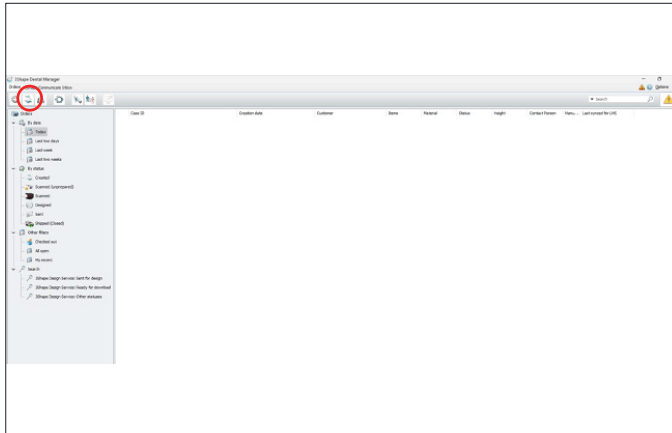 3Shape Dental Manager
Orders Communicate Inbox
Options
Search
Orders
Case ID Creation date Customer Items Material Status Height Contact Person Manu... Last synced for LMS
By date
Today
Last two days
Last week
Last two weeks
By status
Created
Scanned (unprepared)
Scanned
Designed
Sent
Shipped (Closed)
Other filters
Checked out
All open
My recent
Search
3Shape Design Service: Sent for design
3Shape Design Service: Ready for download
3Shape Design Service: Other statuses